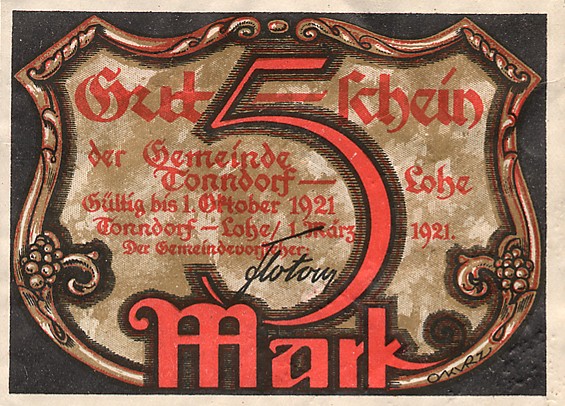 Gut 5 schein
der Gemeinde
Tonndorf — Lohe
Gültig bis 1. Oktober 1921
Tonndorf — Lohe / 1. März 1921.
Der Gemeindevorsteher:
Mark